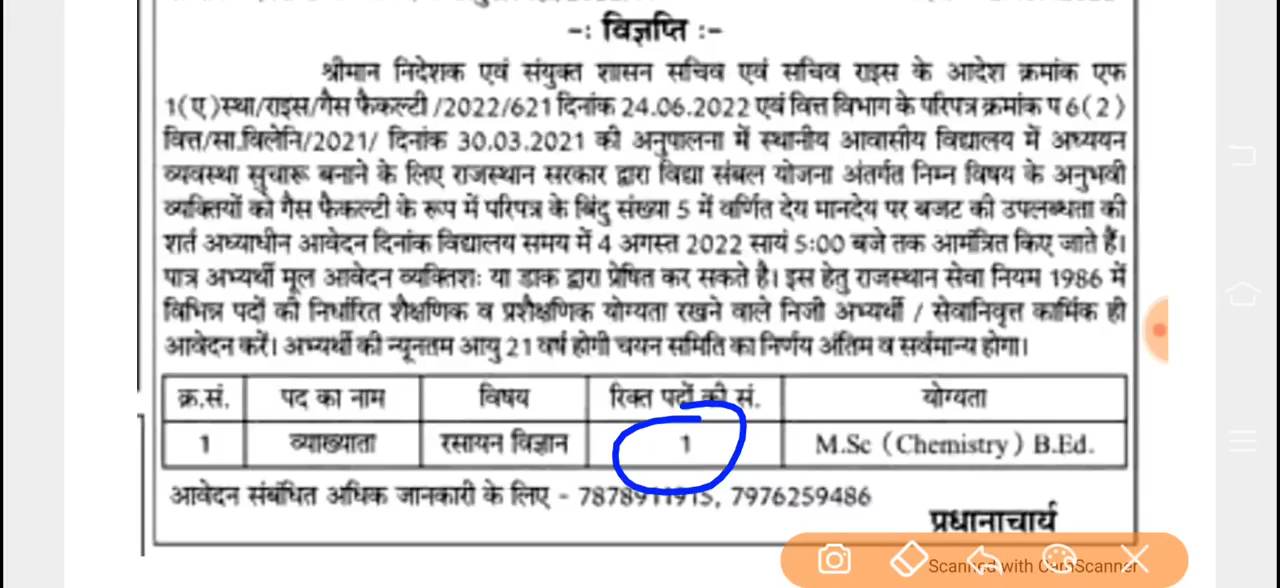 -: विज्ञप्ति :-
श्रीमान निदेशक एवं संयुक्त शासन सचिव एवं सचिव राइस के आदेश क्रमांक एफ
1(ए)स्था/राइस/गैस फैकल्टी /2022/621 दिनांक 24.06.2022 एवं वित्त विभाग के परिपत्र क्रमांक प 6(2)
वित्त/सा.विलेनि/2021/ दिनांक 30.03.2021 की अनुपालना में स्थानीय आवासीय विद्यालय में अध्ययन
व्यवस्था सुचारू बनाने के लिए राजस्थान सरकार द्वारा विद्या संबल योजना अंतर्गत निम्न विषय के अनुभवी
व्यक्तियों को गैस फैकल्टी के रूप में परिपत्र के बिंदु संख्या 5 में वर्णित देय मानदेय पर बजट की उपलब्धता की
शर्त अध्याधीन आवेदन दिनांक विद्यालय समय में 4 अगस्त 2022 सायं 5:00 बजे तक आमंत्रित किए जाते हैं।
पात्र अभ्यर्थी मूल आवेदन व्यक्तिशः या डाक द्वारा प्रेषित कर सकते है। इस हेतु राजस्थान सेवा नियम 1986 में
विभिन्न पदों की निर्धारित शैक्षणिक व प्रशैक्षणिक योग्यता रखने वाले निजी अभ्यर्थी / सेवानिवृत्त कार्मिक ही
आवेदन करें। अभ्यर्थी की न्यूनतम आयु 21 वर्ष होगी चयन समिति का निर्णय अंतिम व सर्वमान्य होगा।
क्र.सं. पद का नाम विषय रिक्त पदों की सं. योग्यता
1 व्याख्याता रसायन विज्ञान 1 M.Sc (Chemistry) B.Ed.
आवेदन संबंधित अधिक जानकारी के लिए - 7878911915, 7976259486
प्रधानाचार्य
Scanned with CamScanner